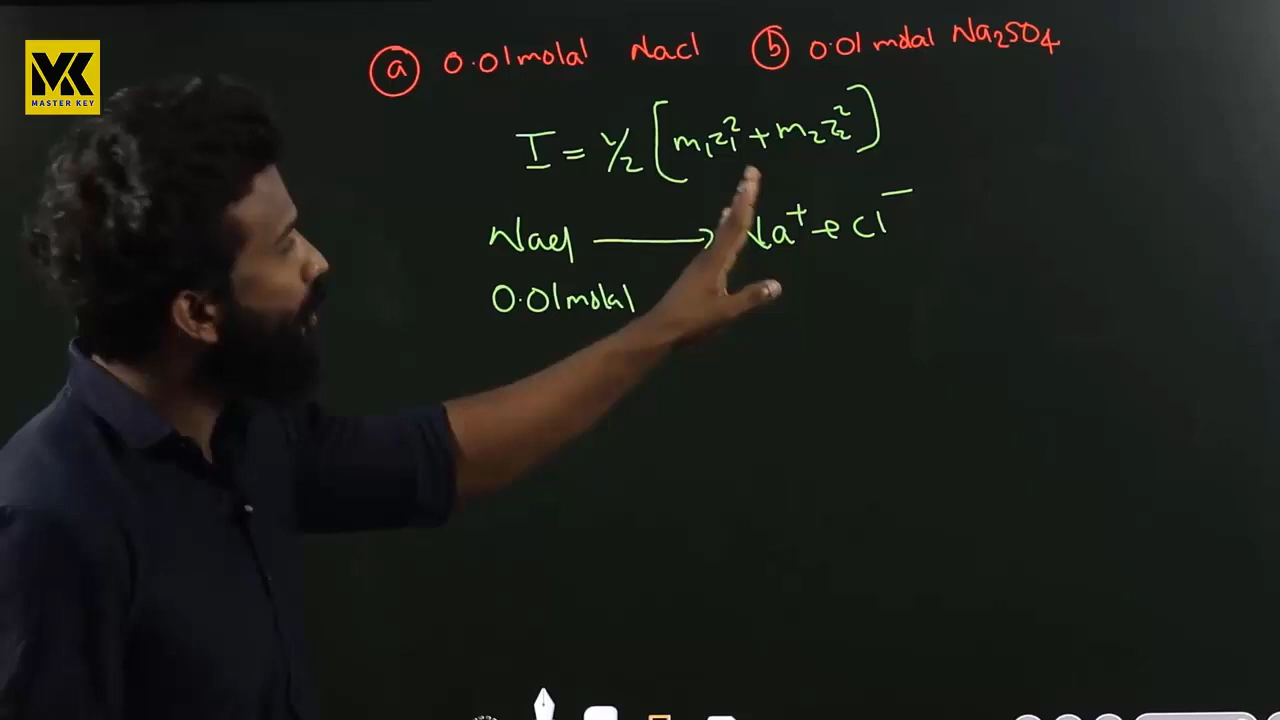 MK
MASTER KEY
ⓐ 0.01 molal Nacl ⓑ 0.01 molal Na₂SO₄
I = 1/2 [m₁z₁² + m₂z₂²]
Nacl ⟶ Na⁺ + Cl⁻
0.01 molal